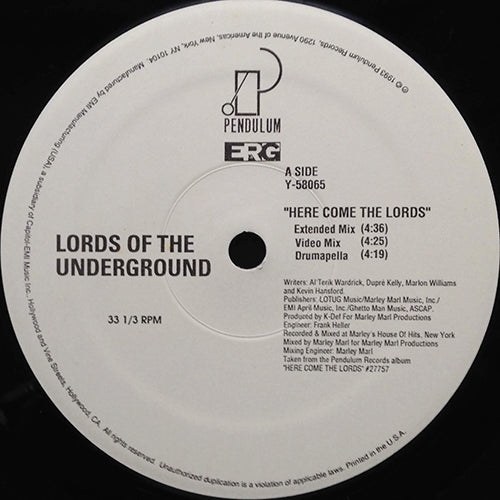 PENDULUM
ERG
A SIDE
Y-58065
"HERE COME THE LORDS"
Extended Mix (4:36)
Video Mix (4:25)
Drumapella (4:19)
LORDS OF THE
UNDERGROUND
33 1/3 RPM
Writers: Al'Terik Wardrick, Dupré Kelly, Marlon Williams
and Kevin Hansford.
Publishers: LOTUG Music/Marley Marl Music, Inc./
EMI April Music, Inc./Ghetto Man Music, ASCAP.
Produced by K-Def For Marley Marl Productions
Engineer: Frank Heller
Recorded & Mixed at Marley's House Of Hits, New York
Mixed by Marley Marl for Marley Marl Productions
Mixing Engineer: Marley Marl
Taken from the Pendulum Records album
"HERE COME THE LORDS" #27757
℗ © 1993 Pendulum Records, 1290 Avenue of the Americas, New York, NY 10104. Manufactured by EMI Manufacturing (USA), a subsidiary of Capitol-EMI Music Inc., Hollywood and Vine Streets, Hollywood, CA. All rights reserved. Unauthorized duplication is a violation of applicable laws. Printed in the U.S.A.